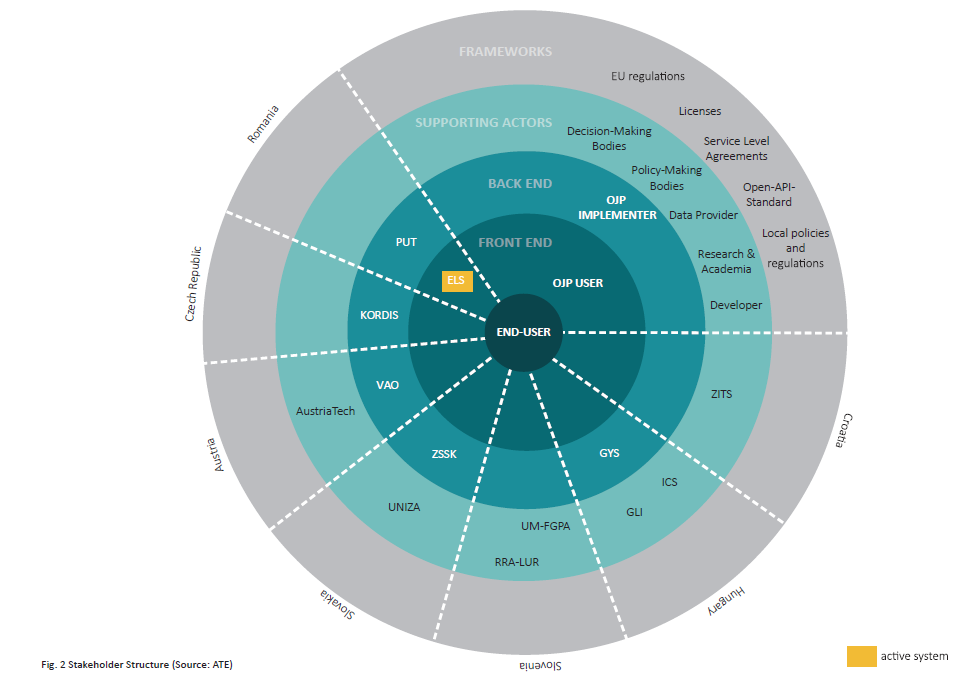 FRAMEWORKS
EU regulations
Licenses
Service Level
Agreements
Open-API-
Standard
Local policies
and
regulations
SUPPORTING ACTORS
Decision-Making
Bodies
Policy-Making
Bodies
Data Provider
Research &
Academia
Developer
BACK END
OJP
IMPLEMENTER
FRONT END
OJP USER
END-USER
Romania
PUT
ELS
Czech Republic
KORDIS
Austria
VAO
AustriaTech
Slovakia
ZSSK
UNIZA
Slovenia
UM-FGPA
RRA-LUR
Hungary
GYS
ICS
GLI
Croatia
ZITS
active system
Fig. 2 Stakeholder Structure (Source: ATE)